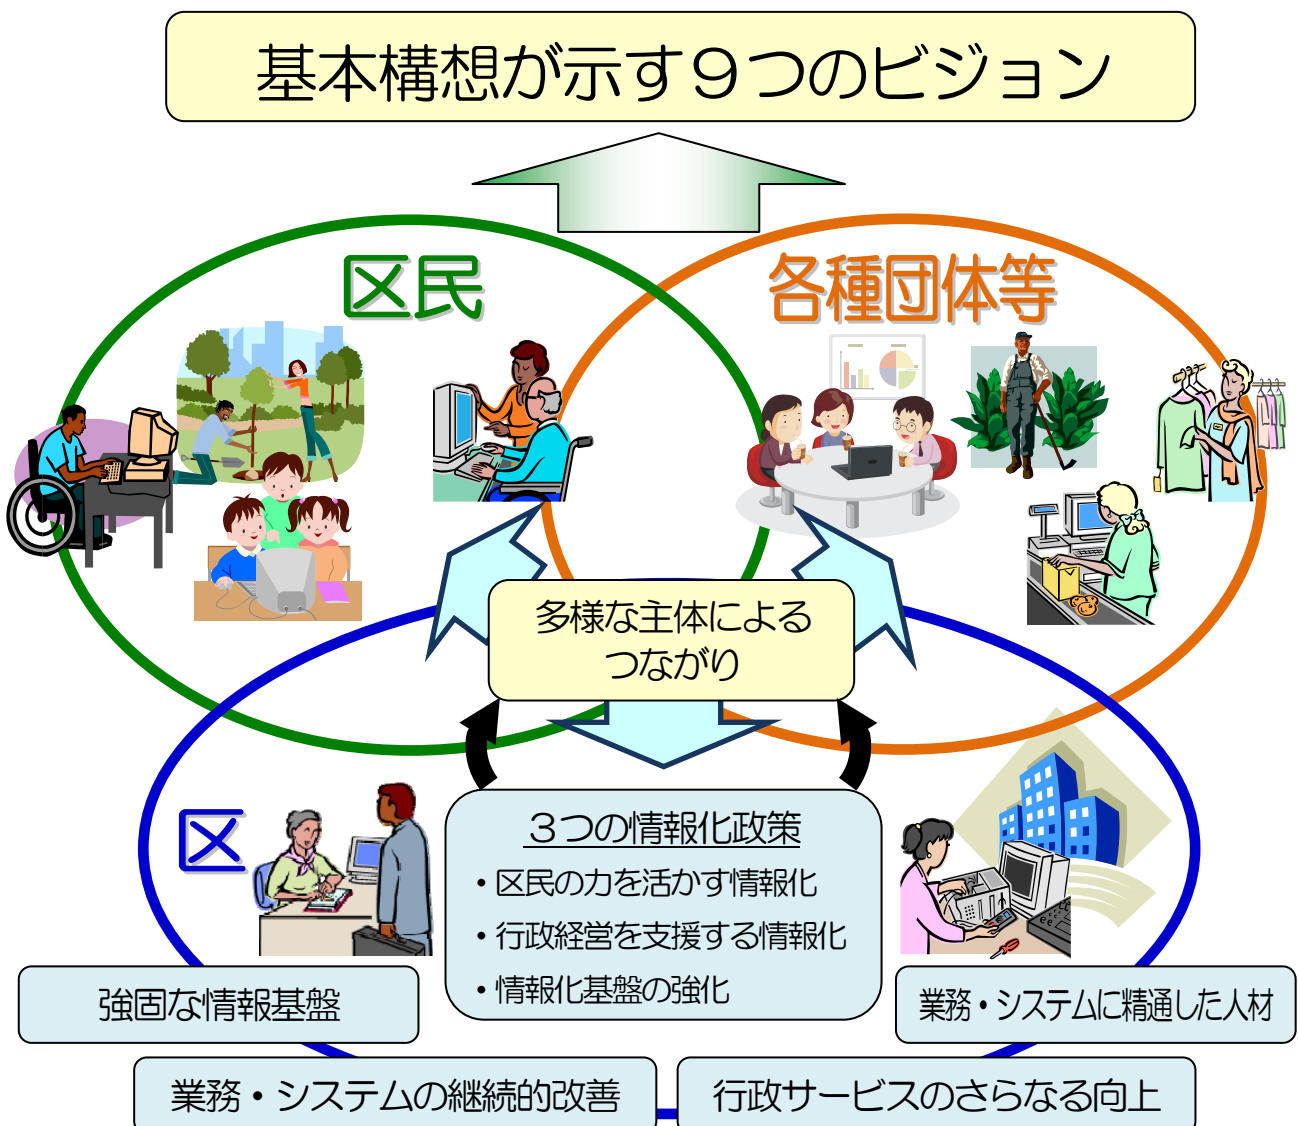 基本構想が示す９つのビジョン
区民
各種団体等
多様な主体による
つながり
区
３つの情報化政策
・区民の力を活かす情報化
・行政経営を支援する情報化
・情報化基盤の強化
強固な情報基盤
業務・システムに精通した人材
業務・システムの継続的改善
行政サービスのさらなる向上